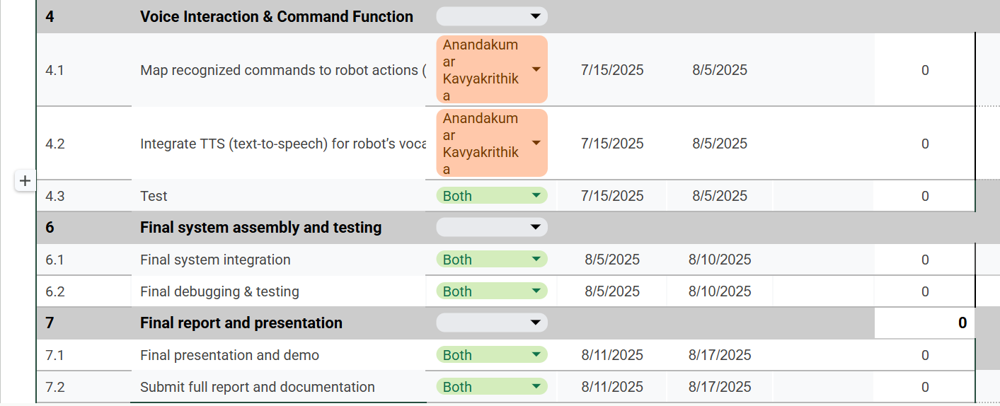 4 Voice Interaction & Command Function
4.1 Map recognized commands to robot actions ( Anandakum
ar
Kavyakrithik
a 7/15/2025 8/5/2025 0
4.2 Integrate TTS (text-to-speech) for robot’s voca Anandakum
ar
Kavyakrithik
a 7/15/2025 8/5/2025 0
4.3 Test Both 7/15/2025 8/5/2025 0
6 Final system assembly and testing
6.1 Final system integration Both 8/5/2025 8/10/2025 0
6.2 Final debugging & testing Both 8/5/2025 8/10/2025 0
7 Final report and presentation 0
7.1 Final presentation and demo Both 8/11/2025 8/17/2025 0
7.2 Submit full report and documentation Both 8/11/2025 8/17/2025 0